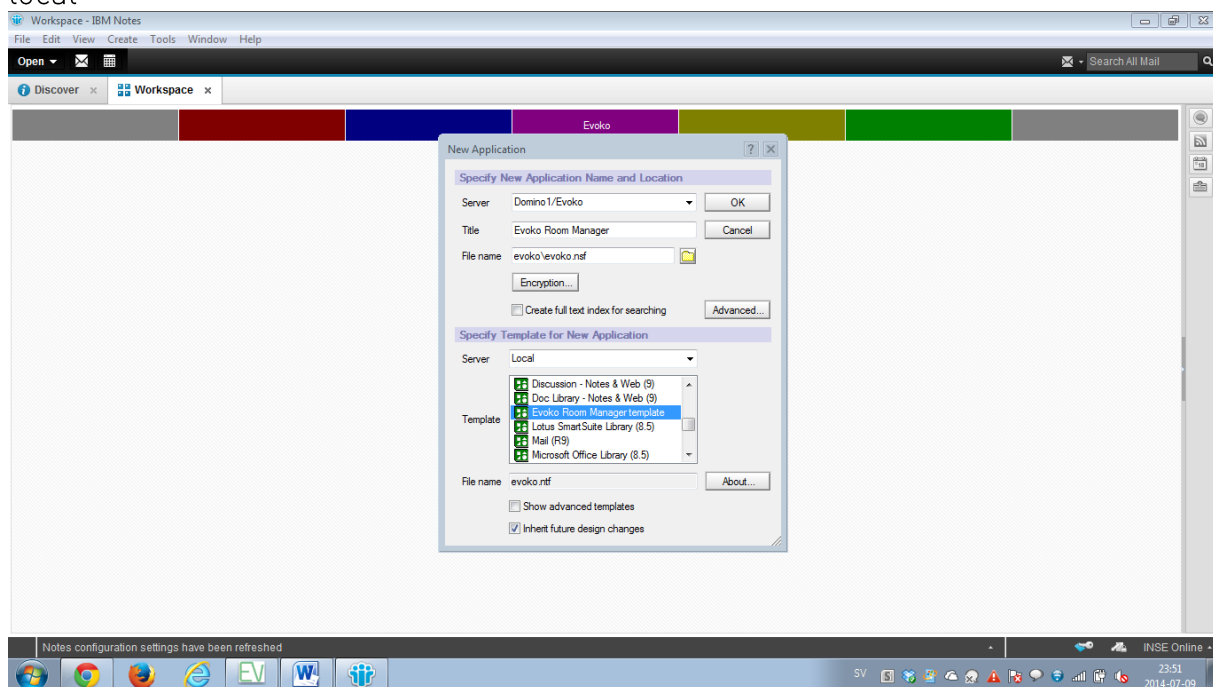 local
Workspace - IBM Notes
File Edit View Create Tools Window Help
Open
Search All Mail
Discover Workspace
Evoko
New Application
Specify New Application Name and Location
Server Domino1/Evoko OK
Title Evoko Room Manager Cancel
File name evoko\evoko.nsf
Encryption...
Create full text index for searching Advanced...
Specify Template for New Application
Server Local
Discussion - Notes & Web (9)
Doc Library - Notes & Web (9)
Evoko Room Manager template
Template
Lotus SmartSuite Library (8.5)
Mail (R9)
Microsoft Office Library (8.5)
File name evoko.ntf About...
Show advanced templates
Inherit future design changes
Notes configuration settings have been refreshed
INSE Online
EV W SV S 23:51
2014-07-09